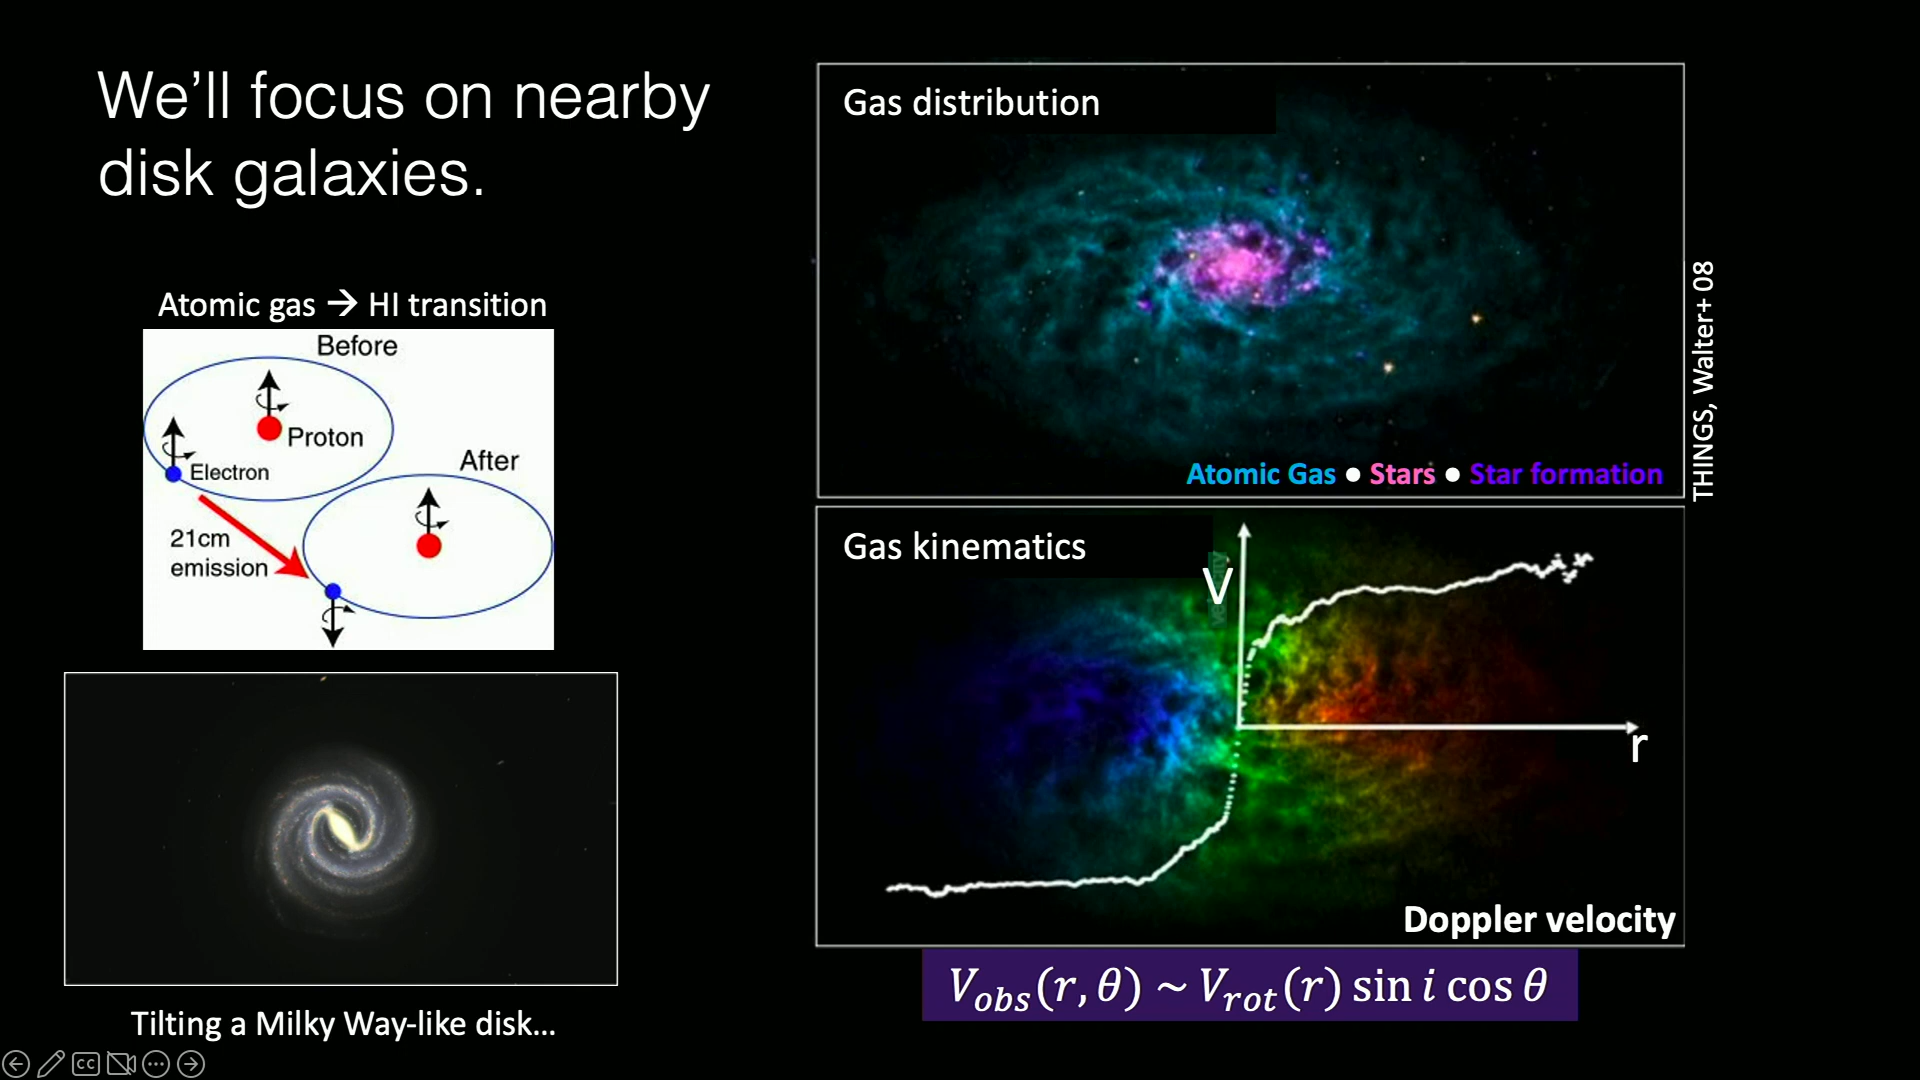 We'll focus on nearby
disk galaxies.
Atomic gas → HI transition
Before
Proton
Electron
After
21cm
emission
Tilting a Milky Way-like disk...
Gas distribution
Atomic Gas ● Stars ● Star formation
THINGS, Walter+ 08
Gas kinematics
V
r
Doppler velocity
V_obs(r, θ) ~ V_rot(r) sin i cos θ
CC